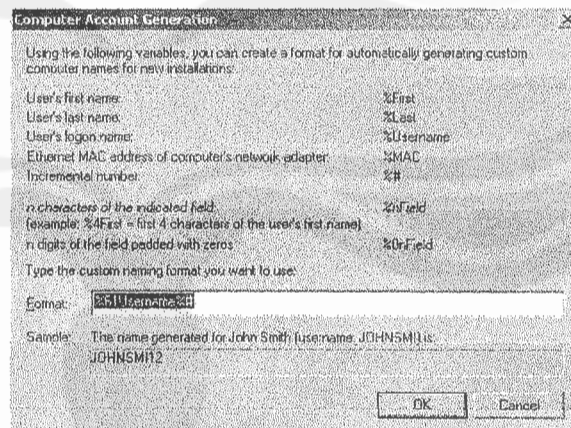 Computer Account Generation
Using the following variables, you can create a format for automatically generating custom
computer names for new installations:
User's first name: %First
User's last name: %Last
User's logon name: %Username
Ethernet MAC address of computer's network adapter: %MAC
Incremental number: %#
n characters of the indicated field: %nField
(example: %4First = first 4 characters of the user's first name)
n digits of the field padded with zeros %0nField
Type the custom naming format you want to use:
Format: %61Username%#
Sample: The name generated for John Smith (username: JOHNSMI) is:
JOHNSMI2
OK Cancel